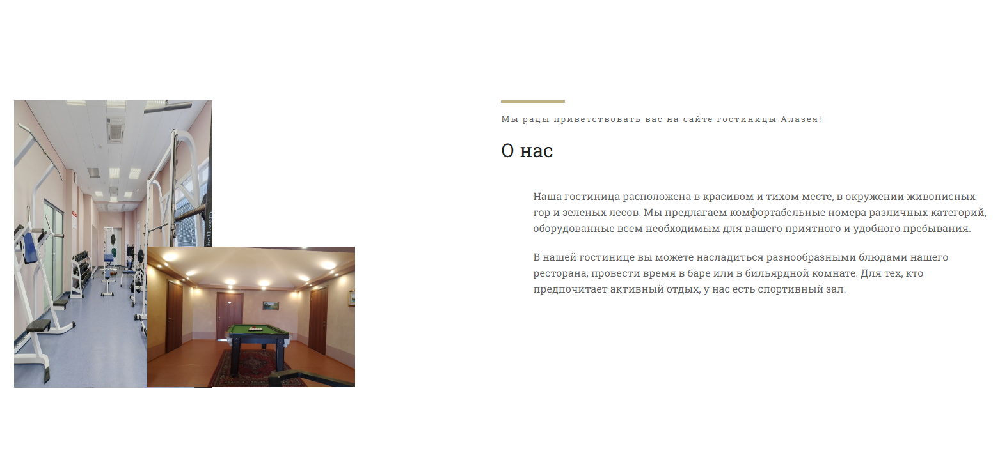 Мы рады приветствовать вас на сайте гостиницы Алазея!
О нас
Наша гостиница расположена в красивом и тихом месте, в окружении живописных
гор и зеленых лесов. Мы предлагаем комфортабельные номера различных категорий,
оборудованные всем необходимым для вашего приятного и удобного пребывания.
В нашей гостинице вы можете насладиться разнообразными блюдами нашего
ресторана, провести время в баре или в бильярдной комнате. Для тех, кто
предпочитает активный отдых, у нас есть спортивный зал.